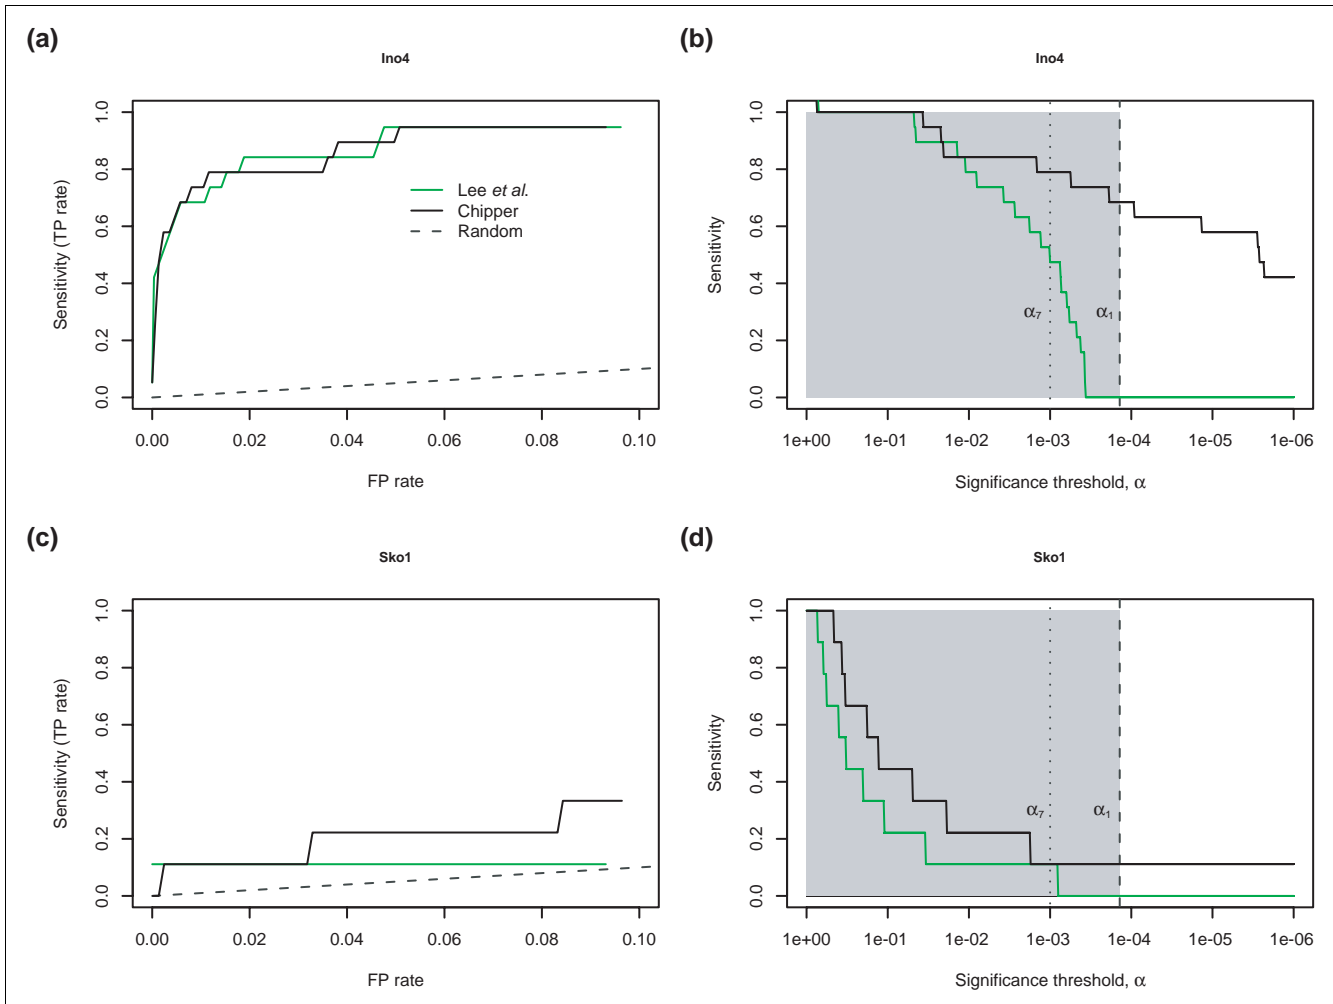 (a)
Ino4
1.0
0.8
0.6
0.4
0.2
0.0
Sensitivity (TP rate)
Lee et al.
Chipper
Random
0.00 0.02 0.04 0.06 0.08 0.10
FP rate
(b)
Ino4
1.0
0.8
0.6
0.4
0.2
0.0
Sensitivity
α7 α1
1e+00 1e-01 1e-02 1e-03 1e-04 1e-05 1e-06
Significance threshold, α
(c)
Sko1
1.0
0.8
0.6
0.4
0.2
0.0
Sensitivity (TP rate)
0.00 0.02 0.04 0.06 0.08 0.10
FP rate
(d)
Sko1
1.0
0.8
0.6
0.4
0.2
0.0
Sensitivity
α7 α1
1e+00 1e-01 1e-02 1e-03 1e-04 1e-05 1e-06
Significance threshold, α